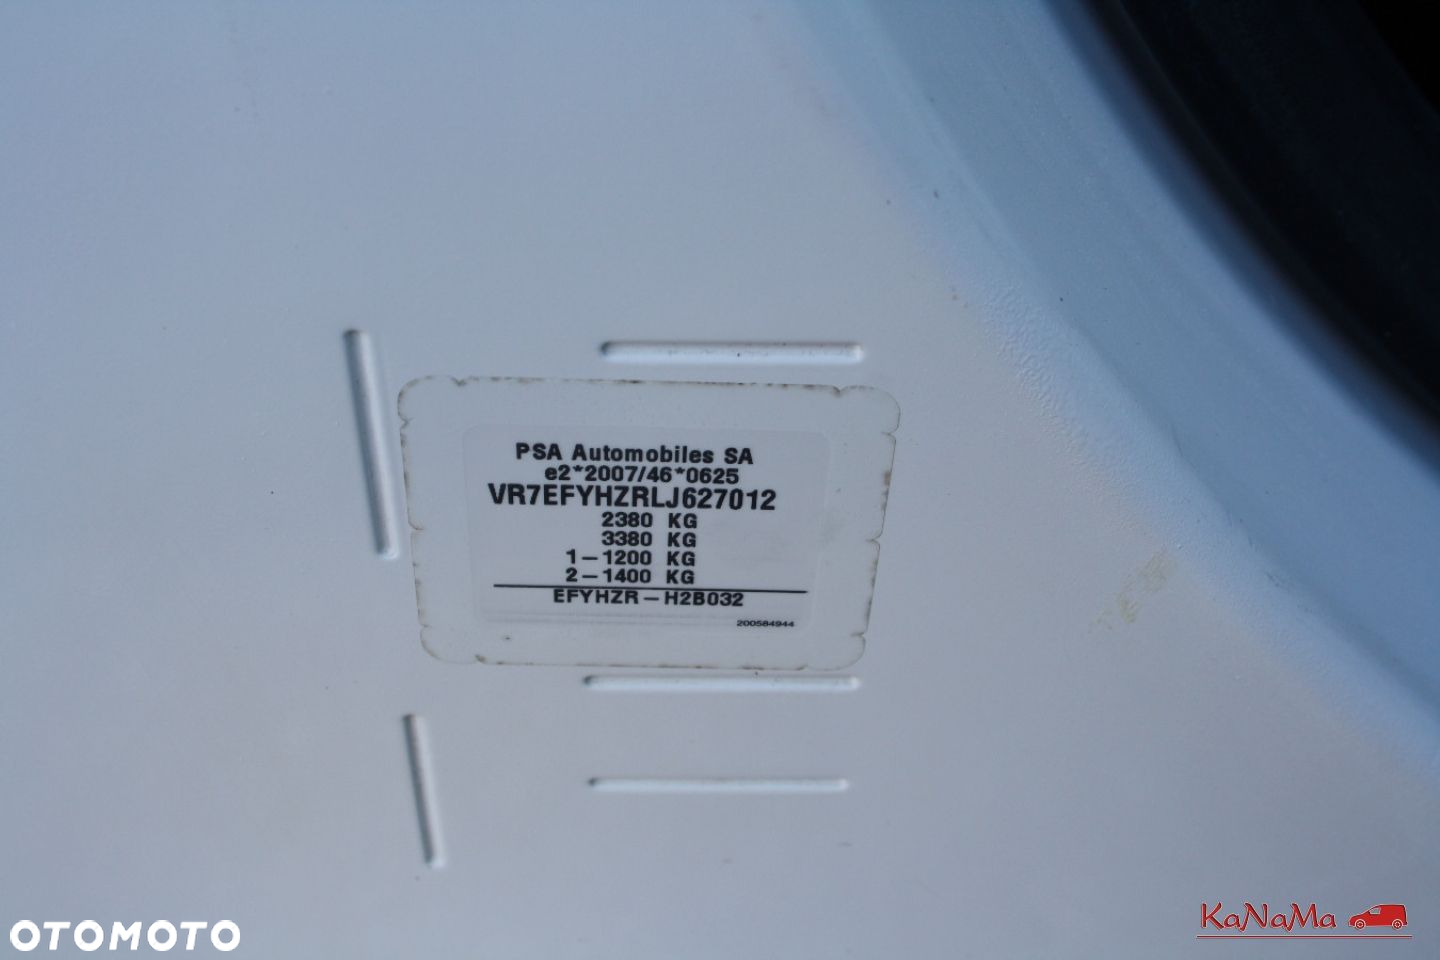 PSA Automobiles SA
e2*2007/46*0625
VR7EFYHZRLJ627012
2380 KG
3380 KG
1-1200 KG
2-1400 KG
EFYHZR-H2B032
200584944
OTOMOTO
KaNaMa